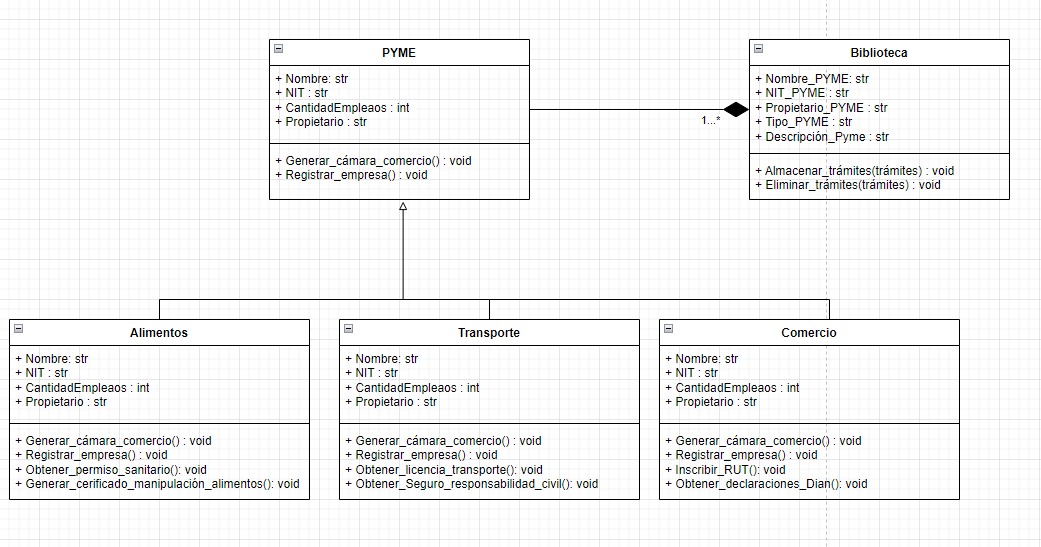 PYME
+ Nombre: str
+ NIT : str
+ CantidadEmpleaos : int
+ Propietario : str
+ Generar_cámara_comercio() : void
+ Registrar_empresa() : void
1...*
Biblioteca
+ Nombre_PYME: str
+ NIT_PYME : str
+ Propietario_PYME : str
+ Tipo_PYME : str
+ Descripción_Pyme : str
+ Almacenar_trámites(trámites) : void
+ Eliminar_trámites(trámites) : void
Alimentos
+ Nombre: str
+ NIT : str
+ CantidadEmpleaos : int
+ Propietario : str
+ Generar_cámara_comercio() : void
+ Registrar_empresa() : void
+ Obtener_permiso_sanitario(): void
+ Generar_cerificado_manipulación_alimentos(): void
Transporte
+ Nombre: str
+ NIT : str
+ CantidadEmpleaos : int
+ Propietario : str
+ Generar_cámara_comercio() : void
+ Registrar_empresa() : void
+ Obtener_licencia_transporte(): void
+ Obtener_Seguro_responsabilidad_civil(): void
Comercio
+ Nombre: str
+ NIT : str
+ CantidadEmpleaos : int
+ Propietario : str
+ Generar_cámara_comercio() : void
+ Registrar_empresa() : void
+ Inscribir_RUT(): void
+ Obtener_declaraciones_Dian(): void